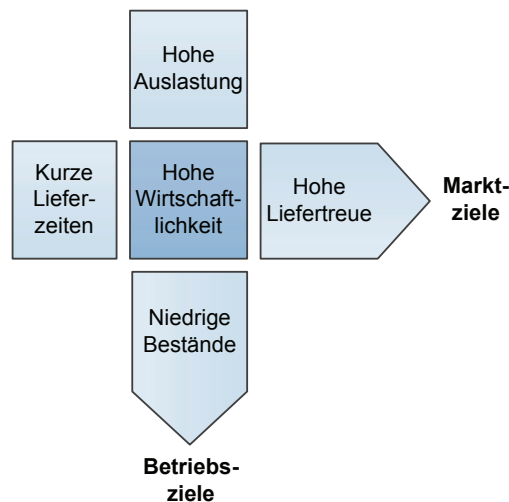 Hohe
Auslastung
Kurze
Liefer-
zeiten
Hohe
Wirtschaft-
lichkeit
Hohe
Liefertreue
Markt-
ziele
Niedrige
Bestände
Betriebs-
ziele